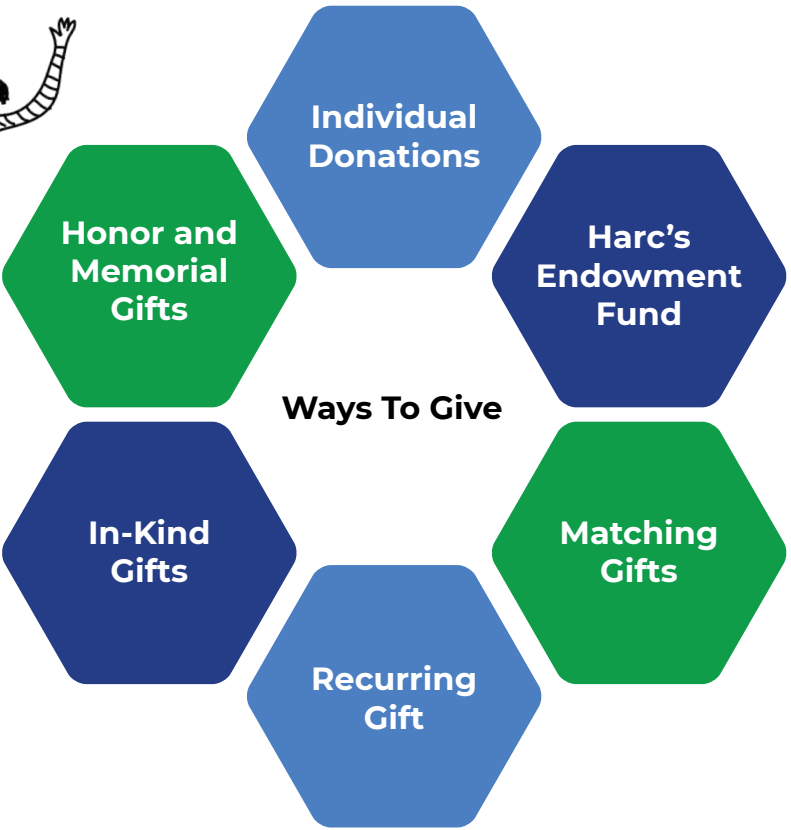 Individual
Donations
Honor and
Memorial
Gifts
Harc’s
Endowment
Fund
Ways To Give
In-Kind
Gifts
Matching
Gifts
Recurring
Gift